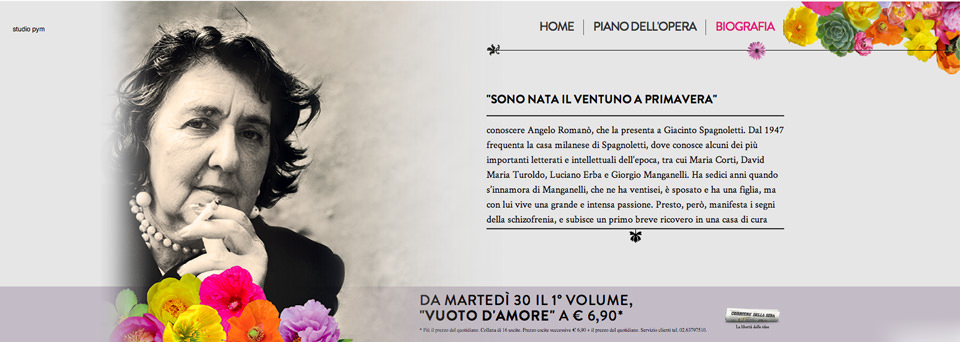 studio pym
HOME
PIANO DELL'OPERA
BIOGRAFIA
"SONO NATA IL VENTUNO A PRIMAVERA"
conoscere Angelo Romanò, che la presenta a Giacinto Spagnoletti. Dal 1947
frequenta la casa milanese di Spagnoletti, dove conosce alcuni dei più
importanti letterati e intellettuali dell'epoca, tra cui Maria Corti, David
Maria Turoldo, Luciano Erba e Giorgio Manganelli. Ha sedici anni quando
s'innamora di Manganelli, che ne ha ventisei, è sposato e ha una figlia, ma
con lui vive una grande e intensa passione. Presto, però, manifesta i segni
della schizofrenia, e subisce un primo breve ricovero in una casa di cura
DA MARTEDÌ 30 IL 1° VOLUME,
"VUOTO D'AMORE" A € 6,90*
* Più il prezzo del quotidiano. Collana di 16 uscite. Prezzo uscite successive € 6,90 + il prezzo del quotidiano. Servizio clienti tel. 02.63797510.
CORRIERE DELLA SERA
La libertà delle idee